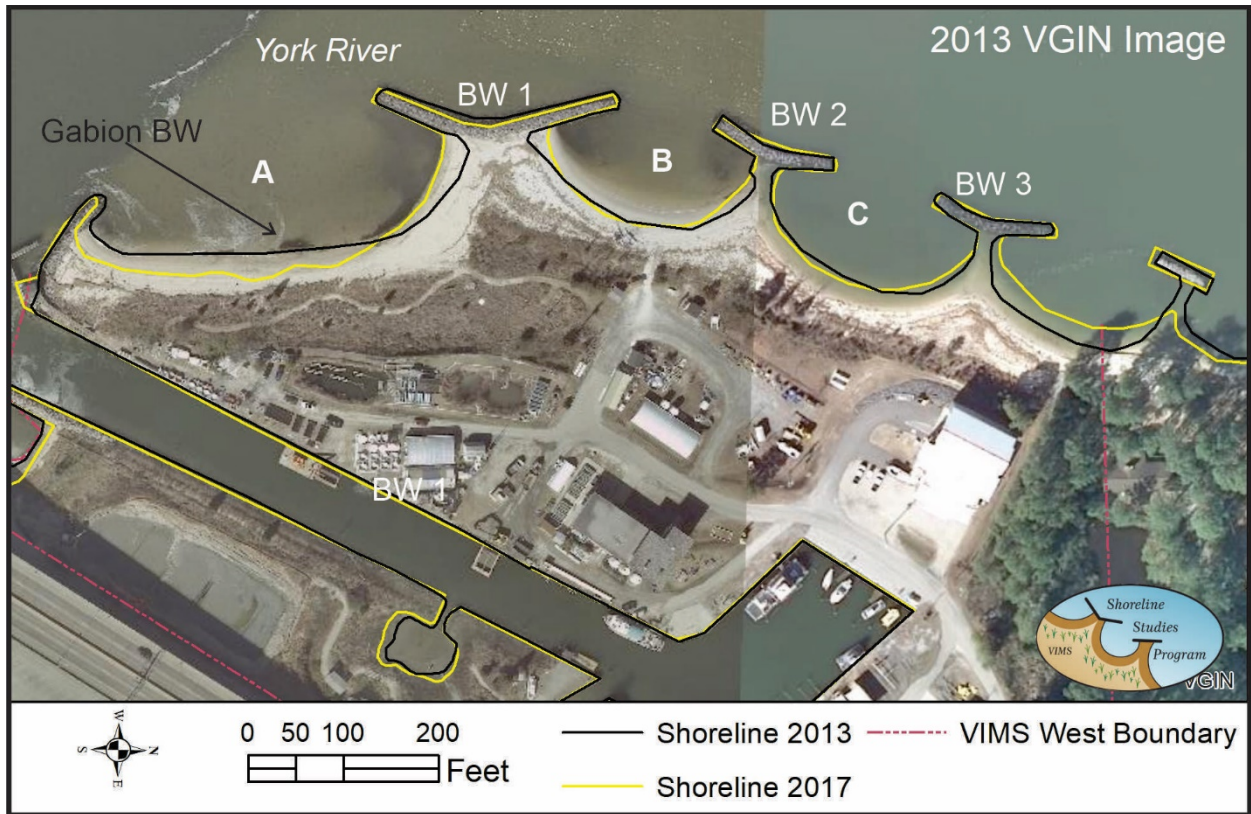 York River
2013 VGIN Image
BW 1
BW 2
Gabion BW
A
B
BW 3
C
BW 1
Shoreline
Studies
VIMS
Program
VGIN
W
S
N
E
0 50 100 200
Feet
Shoreline 2013
VIMS West Boundary
Shoreline 2017